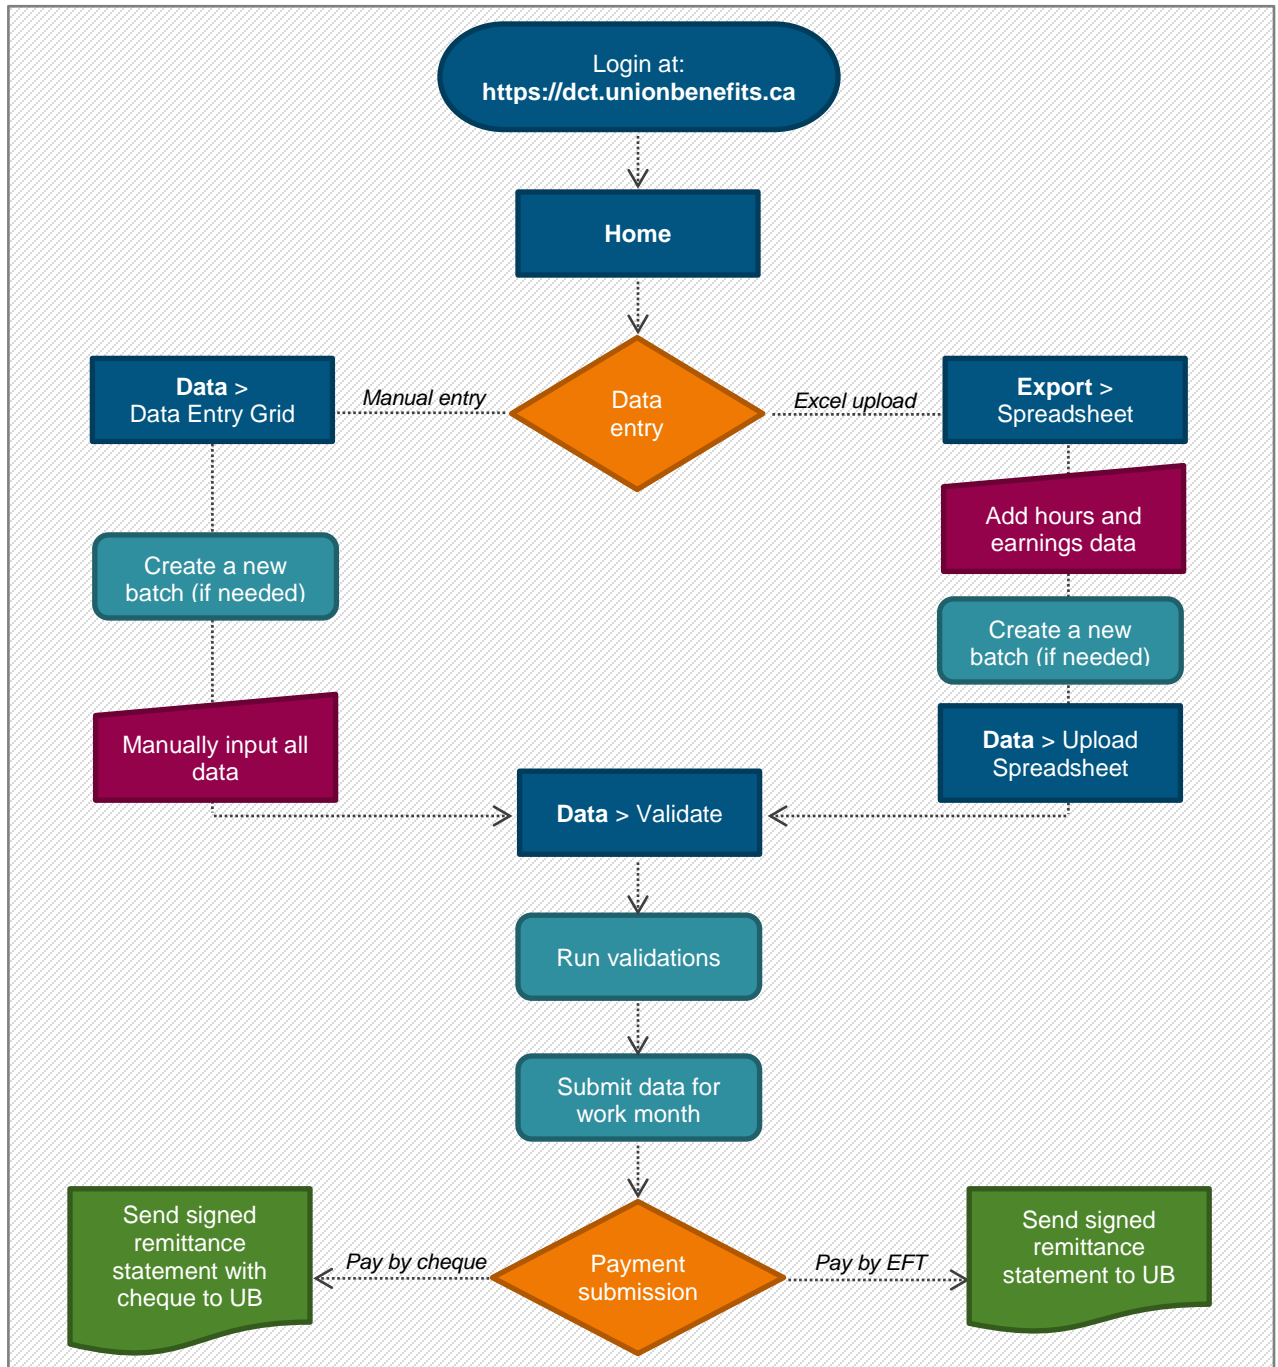 Login at:
https://dct.unionbenefits.ca
Home
Data >
Data Entry Grid
Manual entry
Data
entry
Excel upload
Export >
Spreadsheet
Add hours and
earnings data
Create a new
batch (if needed)
Create a new
batch (if needed)
Manually input all
data
Data > Upload
Spreadsheet
Data > Validate
Run validations
Submit data for
work month
Send signed
remittance
statement with
cheque to UB
Pay by cheque
Payment
submission
Pay by EFT
Send signed
remittance
statement to UB